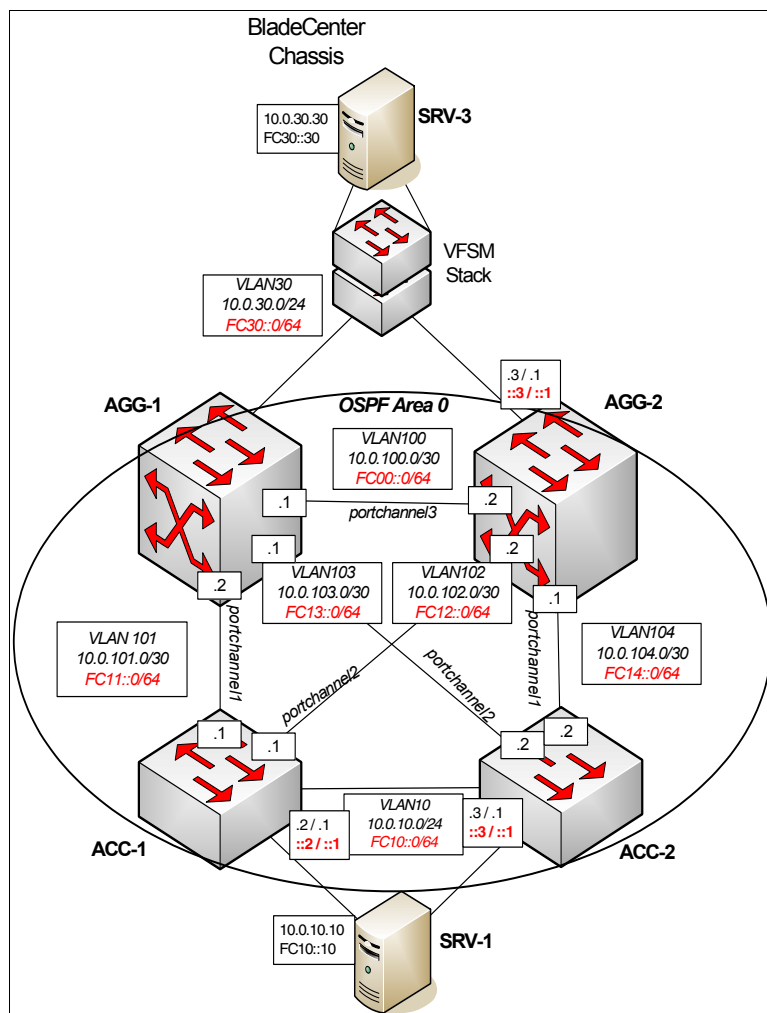 BladeCenter
Chassis
10.0.30.30
FC30::30
SRV-3
VFSM
Stack
VLAN30
10.0.30.0/24
FC30::0/64
.3 / .1
::3 / ::1
AGG-1
OSPF Area 0
AGG-2
VLAN100
10.0.100.0/30
FC00::0/64
.1
.2
portchannel3
.1
.2
VLAN103
10.0.103.0/30
FC13::0/64
VLAN102
10.0.102.0/30
FC12::0/64
.2
.1
VLAN 101
10.0.101.0/30
FC11::0/64
portchannel1
portchannel2
portchannel2
portchannel1
VLAN104
10.0.104.0/30
FC14::0/64
.1
.1
.2
.2
ACC-1
.2 / .1
::2 / ::1
VLAN10
10.0.10.0/24
FC10::0/64
.3 / .1
::3 / ::1
ACC-2
10.0.10.10
FC10::10
SRV-1